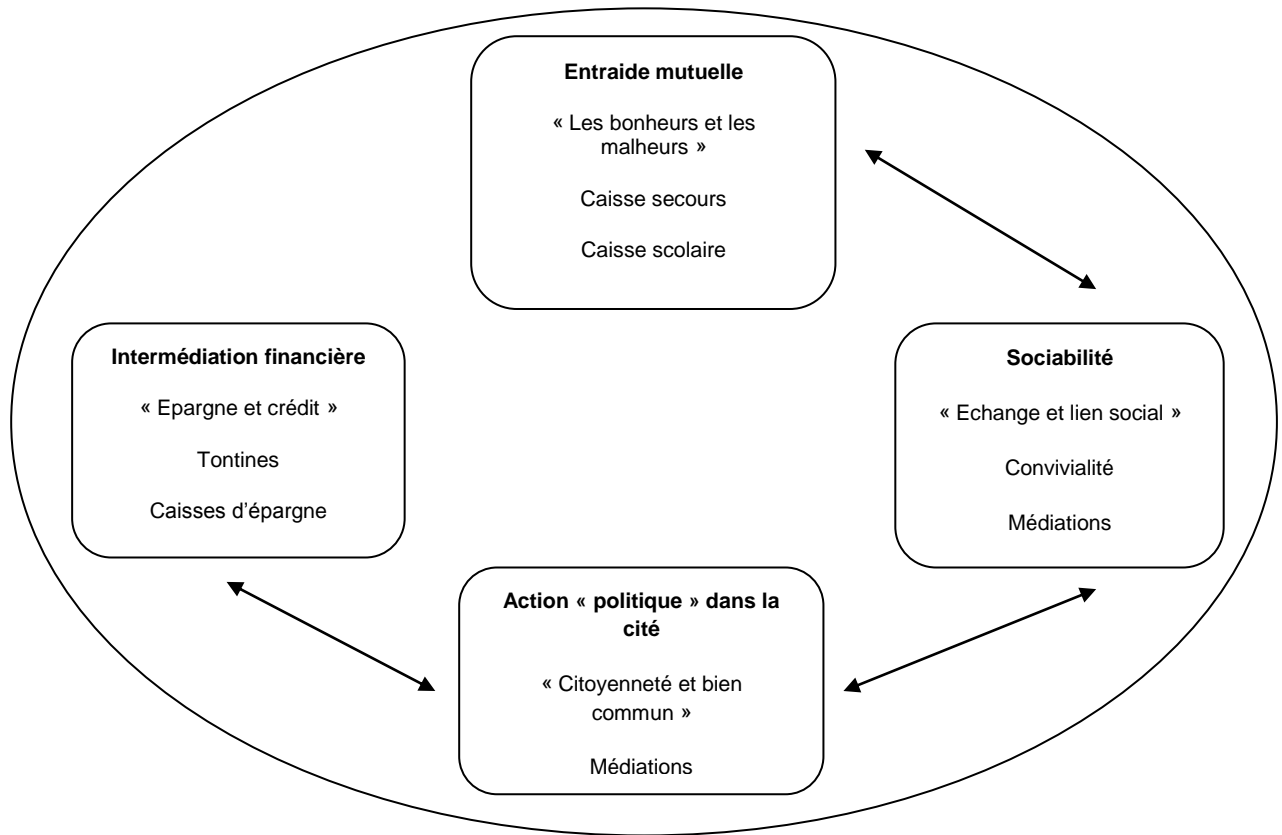 Entraide mutuelle
« Les bonheurs et les
malheurs »
Caisse secours
Caisse scolaire
Intermédiation financière
« Epargne et crédit »
Tontines
Caisses d’épargne
Sociabilité
« Echange et lien social »
Convivialité
Médiations
Action « politique » dans la
cité
« Citoyenneté et bien
commun »
Médiations